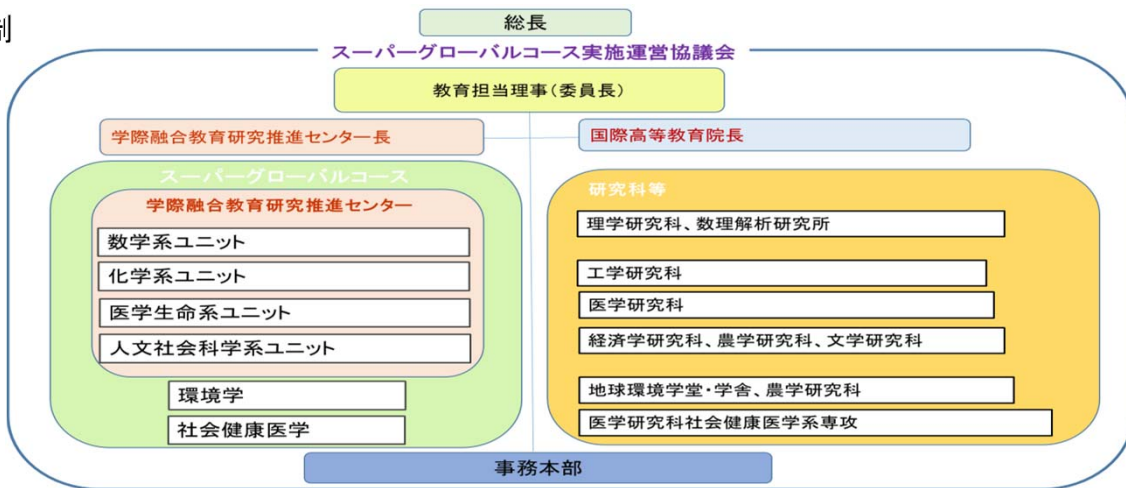 制
総長
スーパーグローバルコース実施運営協議会
教育担当理事(委員長)
学際融合教育研究推進センター長
国際高等教育院長
スーパーグローバルコース
学際融合教育研究推進センター
数学系ユニット
化学系ユニット
医学生命系ユニット
人文社会科学系ユニット
環境学
社会健康医学
研究科等
理学研究科、数理解析研究所
工学研究科
医学研究科
経済学研究科、農学研究科、文学研究科
地球環境学堂・学舎、農学研究科
医学研究科社会健康医学系専攻
事務本部